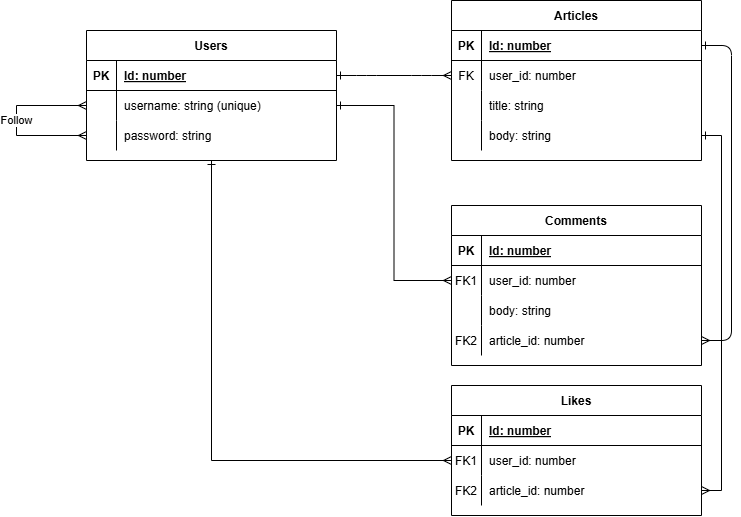 Users
PK Id: number
username: string (unique)
password: string
Follow
Articles
PK Id: number
FK user_id: number
title: string
body: string
Comments
PK Id: number
FK1 user_id: number
body: string
FK2 article_id: number
Likes
PK Id: number
FK1 user_id: number
FK2 article_id: number